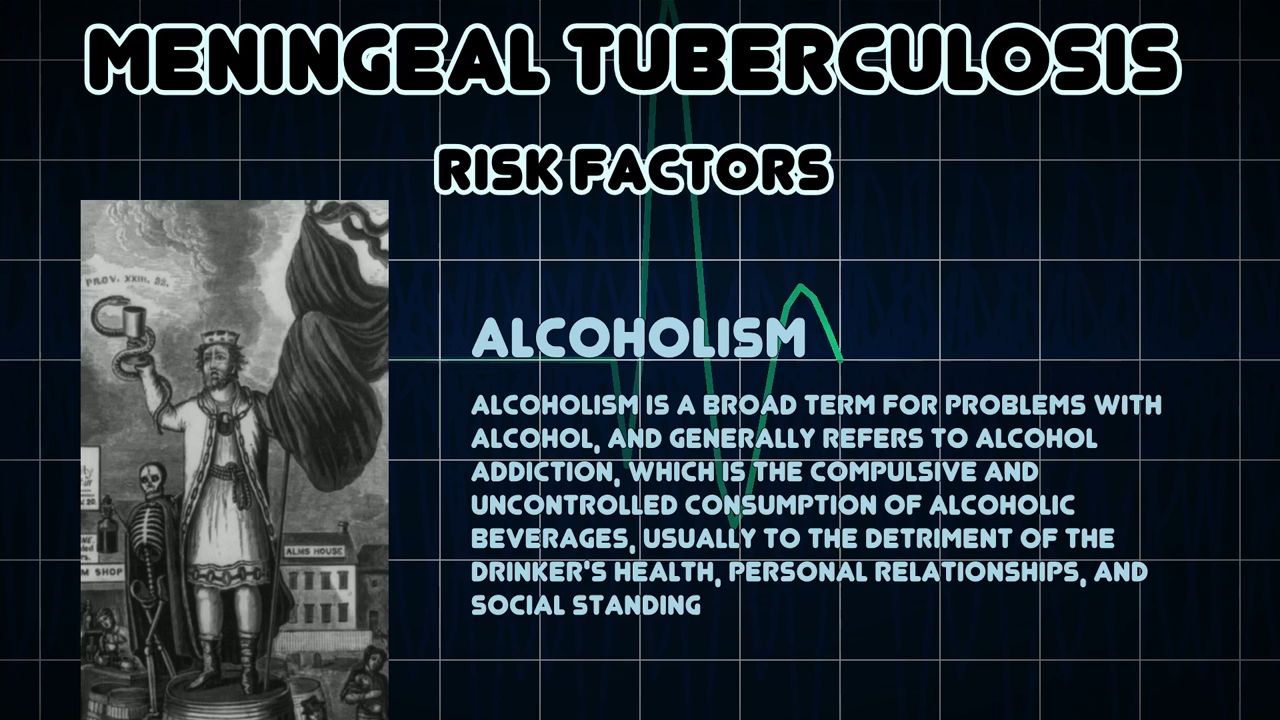 MENINGEAL TUBERCULOSIS
RISK FACTORS
PROV. XXIII. 32.
ALCOHOLISM
ALCOHOLISM IS A BROAD TERM FOR PROBLEMS WITH
ALCOHOL, AND GENERALLY REFERS TO ALCOHOL
ADDICTION, WHICH IS THE COMPULSIVE AND
UNCONTROLLED CONSUMPTION OF ALCOHOLIC
BEVERAGES, USUALLY TO THE DETRIMENT OF THE
DRINKER'S HEALTH, PERSONAL RELATIONSHIPS, AND
SOCIAL STANDING
ALMS HOUSE
M SHOP